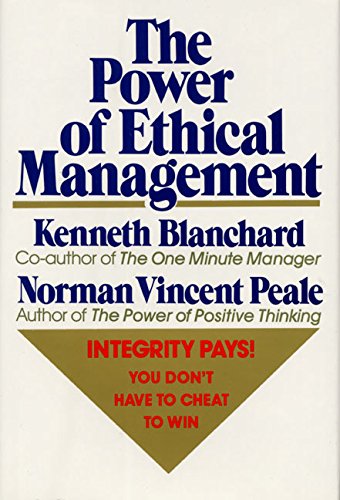 The
Power
of Ethical
Management
Kenneth Blanchard
Co-author of The One Minute Manager
Norman Vincent Peale
Author of The Power of Positive Thinking
INTEGRITY PAYS!
YOU DON'T
HAVE TO CHEAT
TO WIN